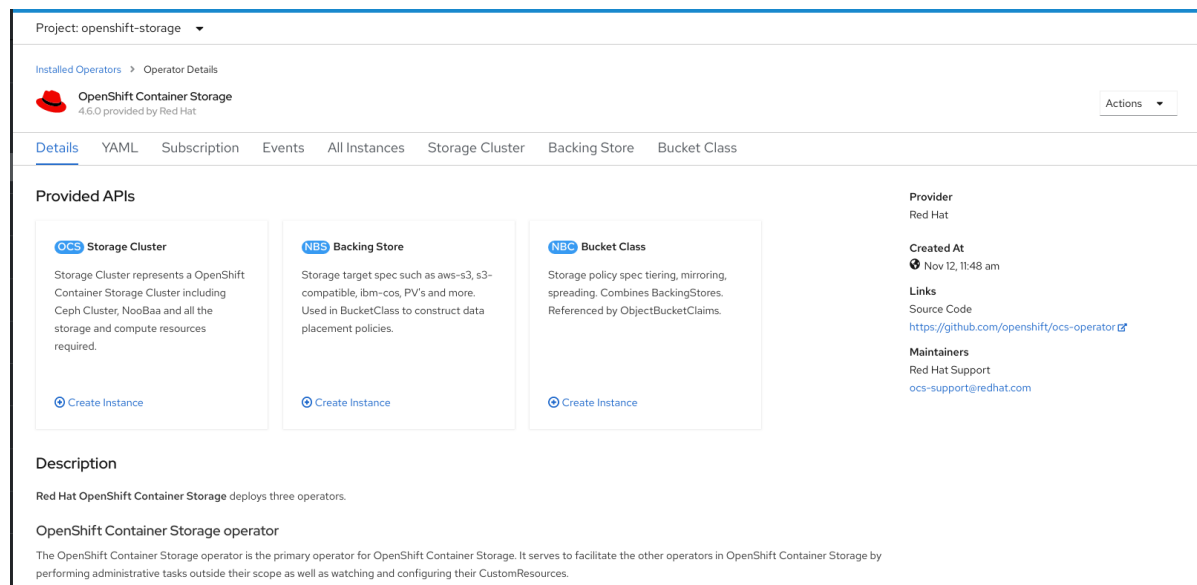 Project: openshift-storage
Installed Operators > Operator Details
OpenShift Container Storage
4.6.0 provided by Red Hat
Actions
Details YAML Subscription Events All Instances Storage Cluster Backing Store Bucket Class
Provided APIs
OCS Storage Cluster
Storage Cluster represents a OpenShift
Container Storage Cluster including
Ceph Cluster, NooBaa and all the
storage and compute resources
required.
Create Instance
NBS Backing Store
Storage target spec such as aws-s3, s3-
compatible, ibm-cos, PV's and more.
Used in BucketClass to construct data
placement policies.
Create Instance
NBC Bucket Class
Storage policy spec tiering, mirroring,
spreading. Combines BackingStores.
Referenced by ObjectBucketClaims.
Create Instance
Provider
Red Hat
Created At
Nov 12, 11:48 am
Links
Source Code
https://github.com/openshift/ocs-operator
Maintainers
Red Hat Support
ocs-support@redhat.com
Description
Red Hat OpenShift Container Storage deploys three operators.
OpenShift Container Storage operator
The OpenShift Container Storage operator is the primary operator for OpenShift Container Storage. It serves to facilitate the other operators in OpenShift Container Storage by
performing administrative tasks outside their scope as well as watching and configuring their CustomResources.